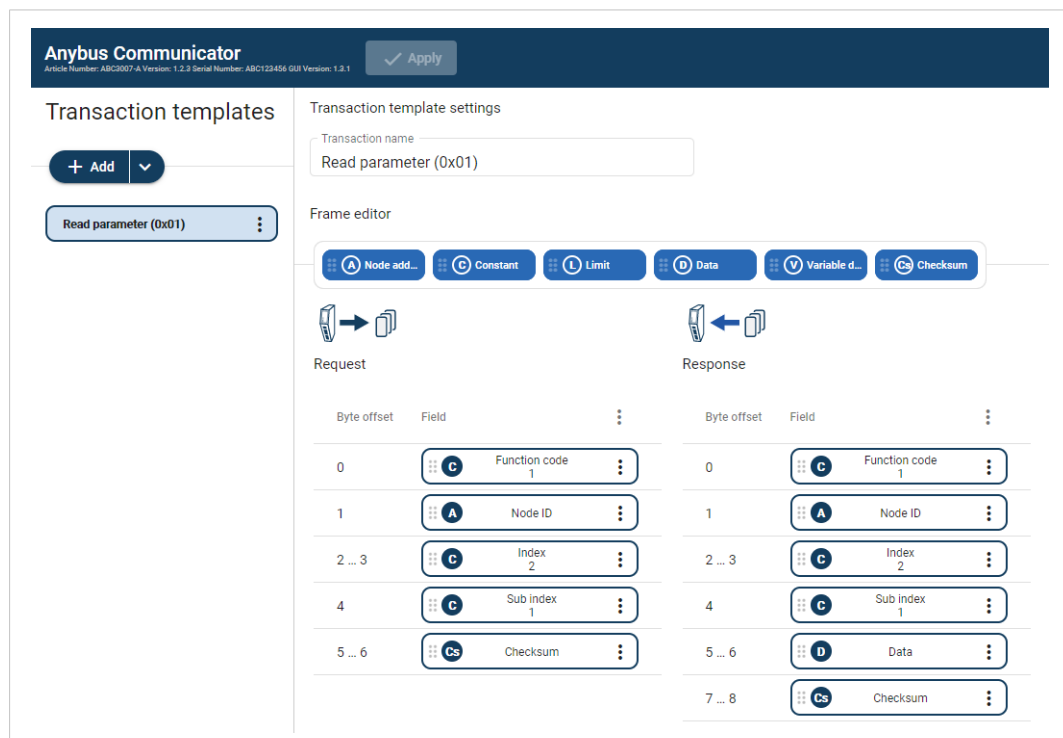 Anybus Communicator
Article Number: ABC3007-A Version: 1.2.3 Serial Number: ABC123456 GUI Version: 1.3.1
Apply
Transaction templates
Add
Read parameter (0x01)
Transaction template settings
Transaction name
Read parameter (0x01)
Frame editor
A Node add...
C Constant
L Limit
D Data
V Variable d...
Cs Checksum
Request
Byte offset Field
0 C Function code
1
1 A Node ID
2 ... 3 C Index
2
4 C Sub index
1
5 ... 6 Cs Checksum
Response
Byte offset Field
0 C Function code
1
1 A Node ID
2 ... 3 C Index
2
4 C Sub index
1
5 ... 6 D Data
7 ... 8 Cs Checksum